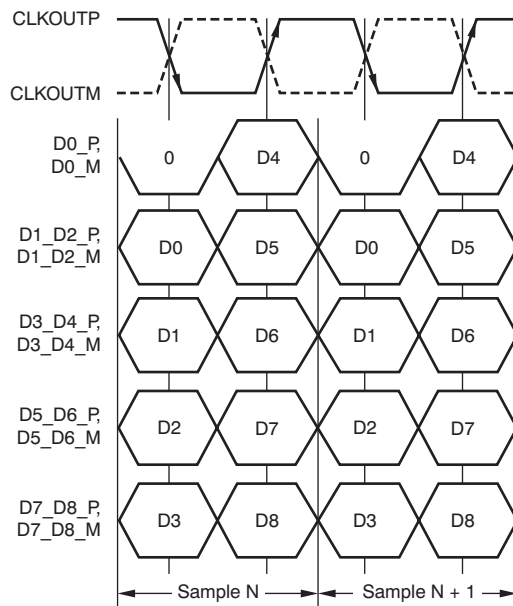 CLKOUTP
CLKOUTM
D0_P,
D0_M
0 D4 0 D4
D1_D2_P,
D1_D2_M
D0 D5 D0 D5
D3_D4_P,
D3_D4_M
D1 D6 D1 D6
D5_D6_P,
D5_D6_M
D2 D7 D2 D7
D7_D8_P,
D7_D8_M
D3 D8 D3 D8
Sample N Sample N + 1